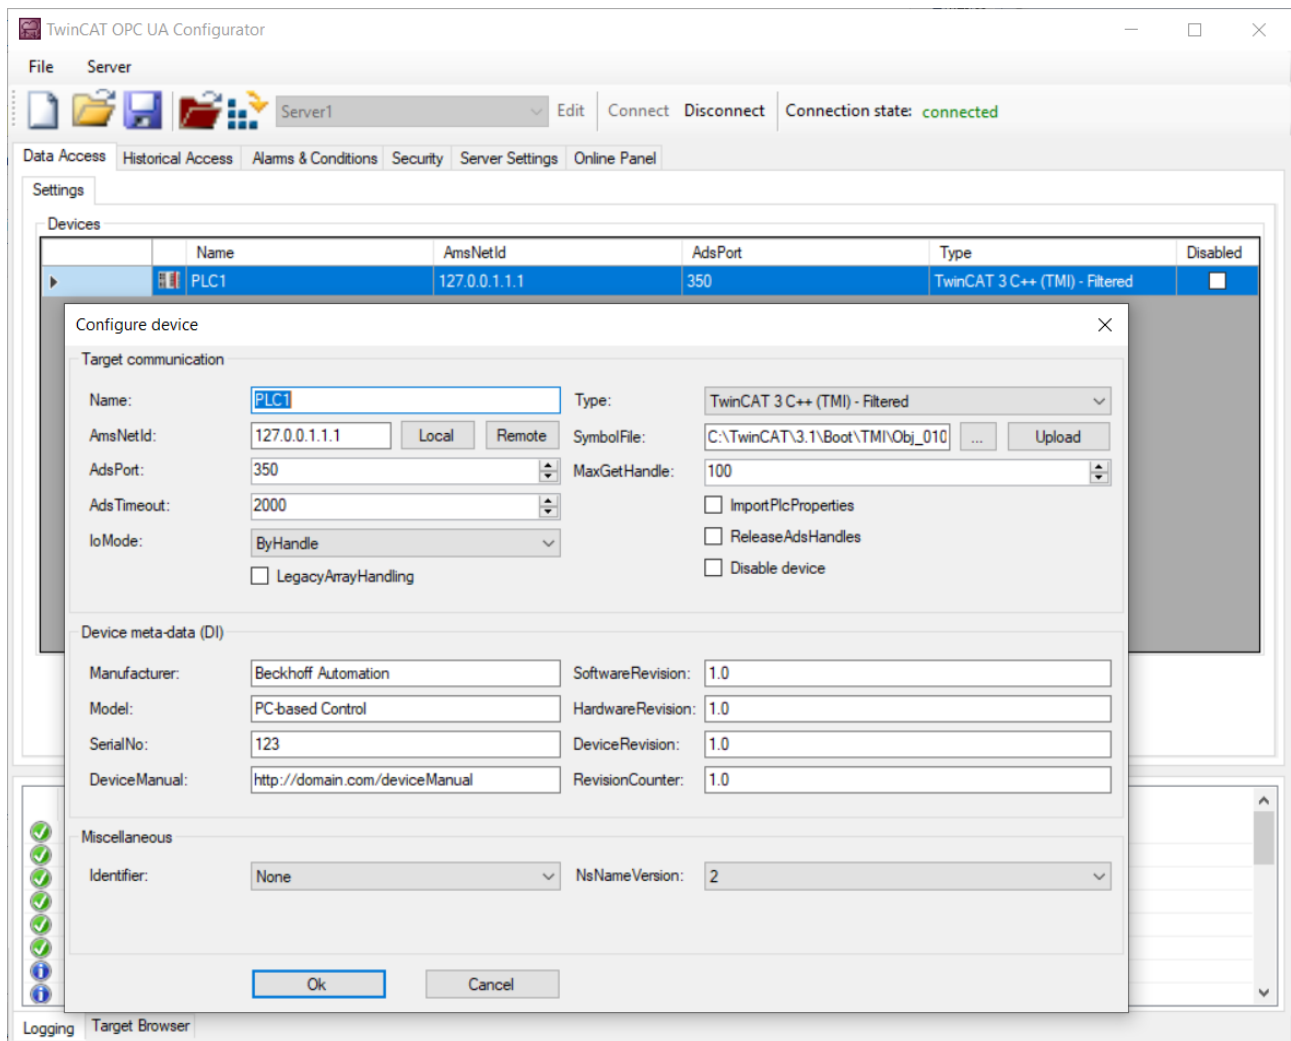 TwinCAT OPC UA Configurator
File Server
Server1 Edit Connect Disconnect Connection state: connected
Data Access Historical Access Alarms & Conditions Security Server Settings Online Panel
Settings
Devices
Name AmsNetId AdsPort Type Disabled
PLC1 127.0.0.1.1.1 350 TwinCAT 3 C++ (TMI) - Filtered
Configure device
Target communication
Name: PLC1 Type: TwinCAT 3 C++ (TMI) - Filtered
AmsNetId: 127.0.0.1.1.1 Local Remote SymbolFile: C:\TwinCAT\3.1\Boot\TMI\Obj_010 ... Upload
AdsPort: 350 MaxGetHandle: 100
AdsTimeout: 2000 ImportPlcProperties
IoMode: ByHandle ReleaseAdsHandles
LegacyArrayHandling Disable device
Device meta-data (DI)
Manufacturer: Beckhoff Automation SoftwareRevision: 1.0
Model: PC-based Control HardwareRevision: 1.0
SerialNo: 123 DeviceRevision: 1.0
DeviceManual: http://domain.com/deviceManual RevisionCounter: 1.0
Miscellaneous
Identifier: None NsNameVersion: 2
Ok Cancel
Logging Target Browser